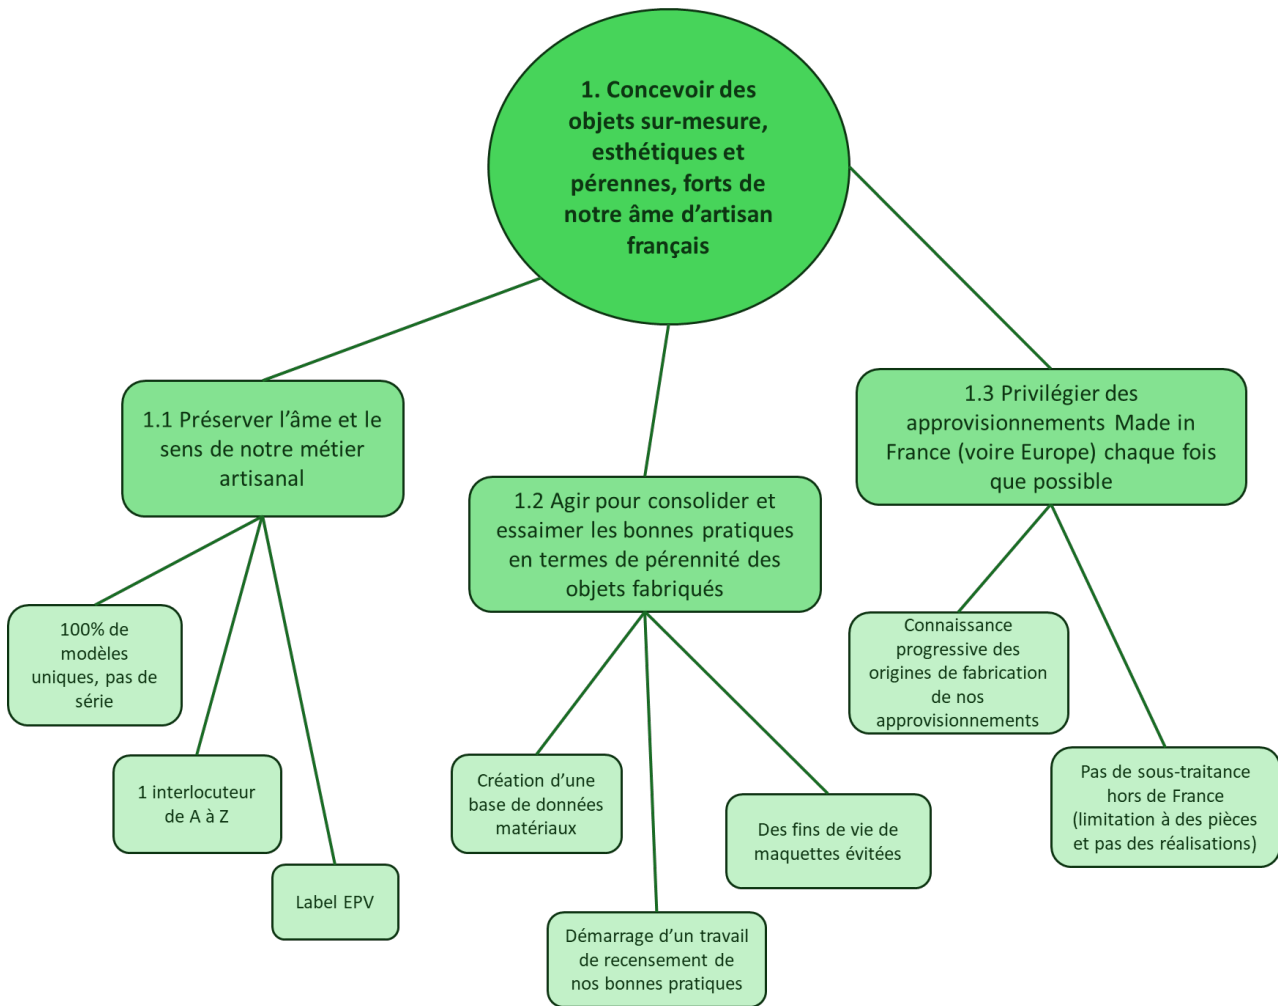 1. Concevoir des
objets sur-mesure,
esthétiques et
pérennes, forts de
notre âme d’artisan
français
1.1 Préserver l’âme et le
sens de notre métier
artisanal
100% de
modèles
uniques, pas de
série
1 interlocuteur
de A à Z
Label EPV
1.2 Agir pour consolider et
essaimer les bonnes pratiques
en termes de pérennité des
objets fabriqués
Création d’une
base de données
matériaux
Démarrage d’un travail
de recensement de
nos bonnes pratiques
Des fins de vie de
maquettes évitées
1.3 Privilégier des
approvisionnements Made in
France (voire Europe) chaque fois
que possible
Connaissance
progressive des
origines de fabrication
de nos
approvisionnements
Pas de sous-traitance
hors de France
(limitation à des pièces
et pas des réalisations)